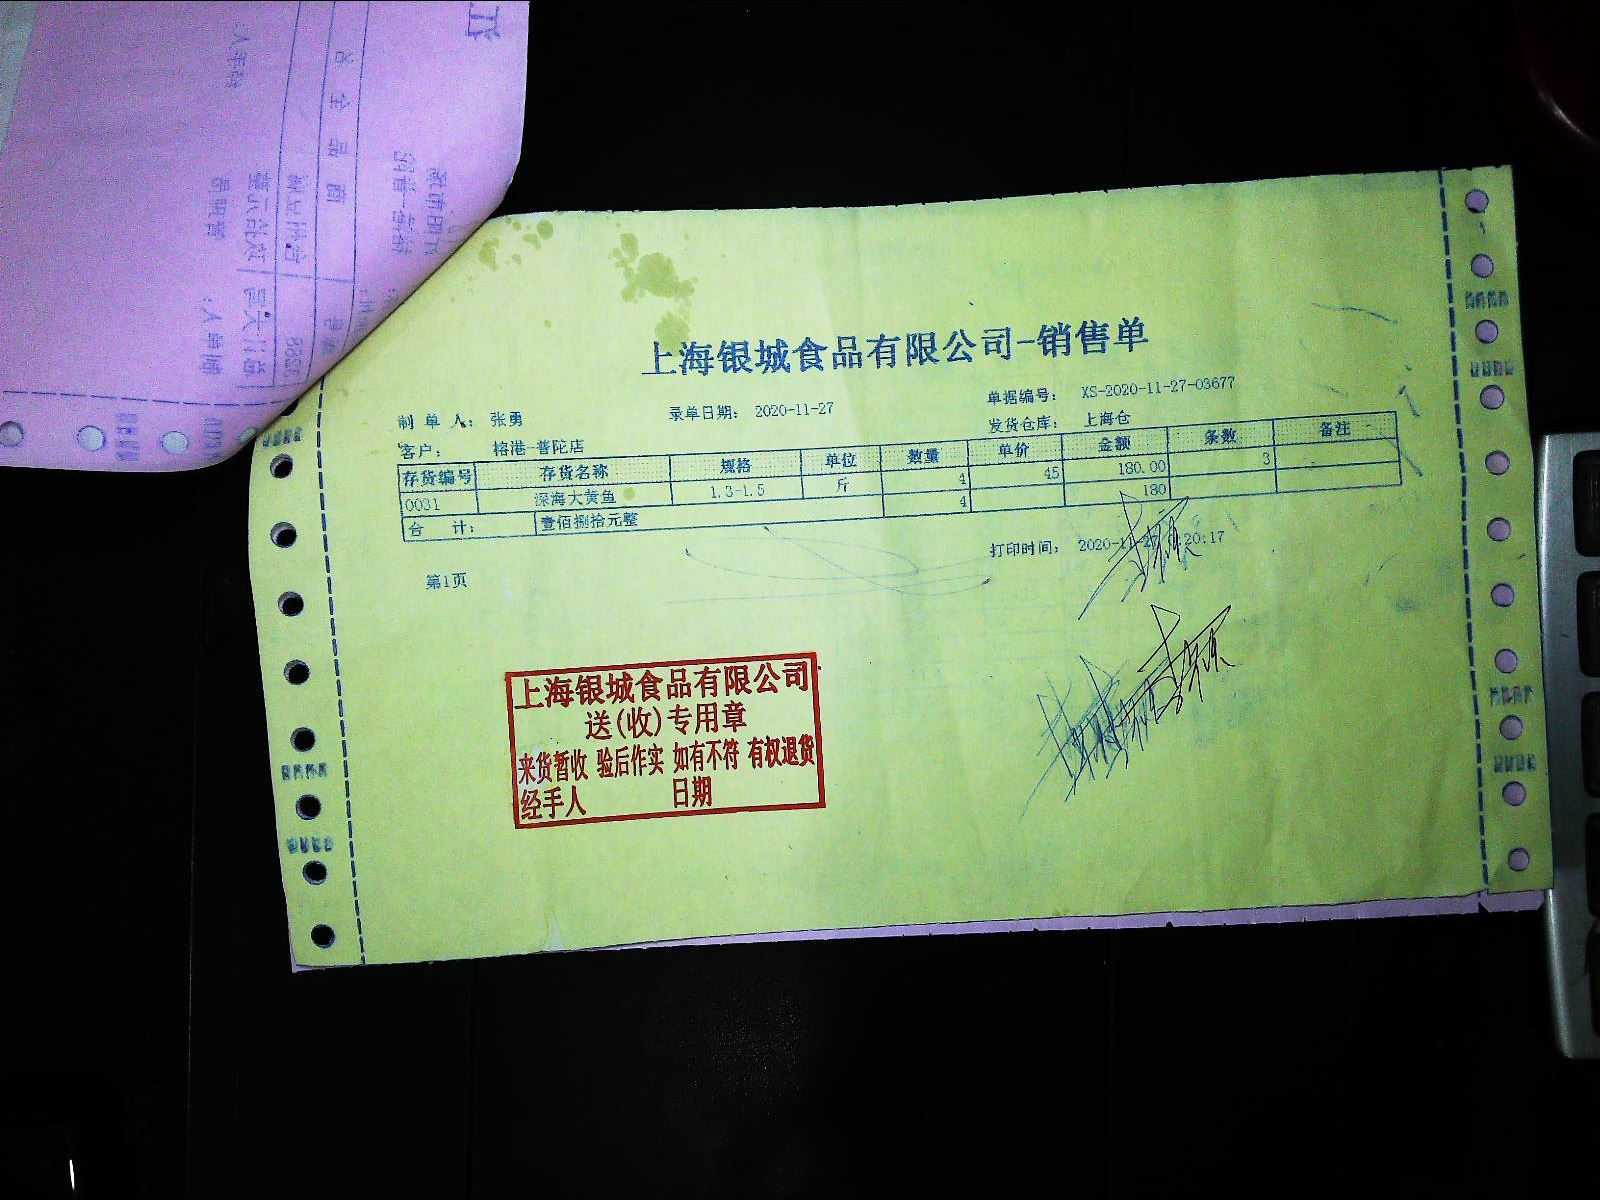 上海银城食品有限公司-销售单
制 单 人： 张勇 录单日期： 2020-11-27 单据编号： XS-2020-11-27-03677
客户： 榕港-普陀店 发货仓库： 上海仓
存货编号 存货名称 规格 单位 数量 单价 金额 条数 备注
0031 深海大黄鱼 1.3-1.5 斤 4 45 180.00 3
合 计： 壹佰捌拾元整 4 180
第1页 打印时间： 2020-11-27 :20:17
上海银城食品有限公司
送(收)专用章
来货暂收 验后作实 如有不符 有权退货
经手人 日期